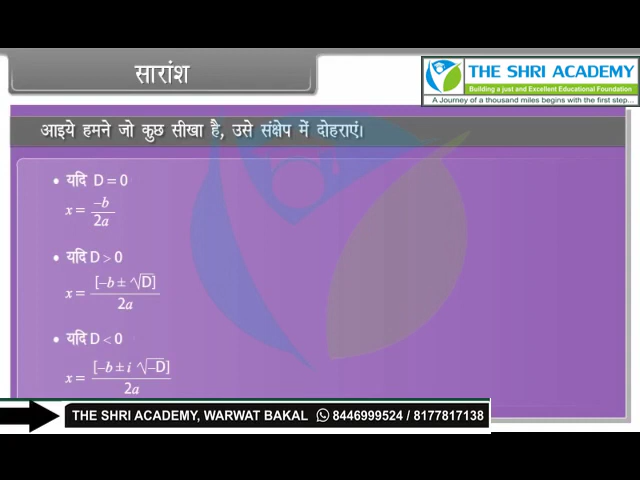 सारांश
THE SHRI ACADEMY
Building a just and Excellent Educational Foundation
A Journey of a thousand miles begins with the first step...
आइये हमने जो कुछ सीखा है, उसे संक्षेप में दोहराएं।
• यदि D = 0
x = –b / 2a
• यदि D > 0
x = [–b ± √D] / 2a
• यदि D < 0
x = [–b ± i √–D] / 2a
THE SHRI ACADEMY, WARWAT BAKAL 8446999524 / 8177817138